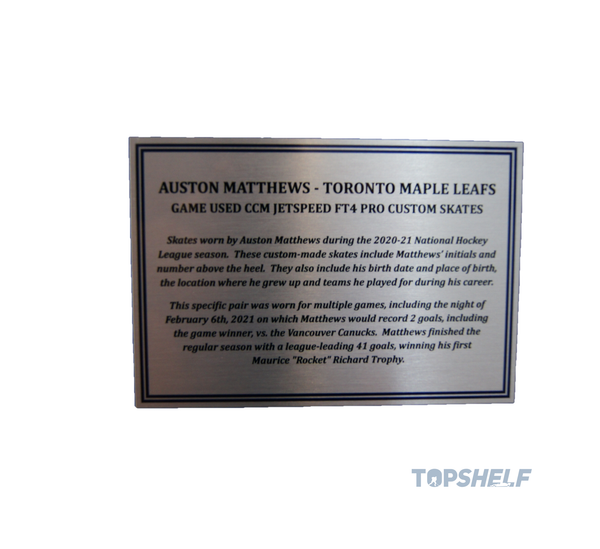 AUSTON MATTHEWS - TORONTO MAPLE LEAFS
GAME USED CCM JETSPEED FT4 PRO CUSTOM SKATES
Skates worn by Auston Matthews during the 2020-21 National Hockey
League season. These custom-made skates include Matthews' initials and
number above the heel. They also include his birth date and place of birth,
the location where he grew up and teams he played for during his career.
This specific pair was worn for multiple games, including the night of
February 6th, 2021 on which Matthews would record 2 goals, including
the game winner, vs. the Vancouver Canucks. Matthews finished the
regular season with a league-leading 41 goals, winning his first
Maurice "Rocket" Richard Trophy.
TOPSHELF